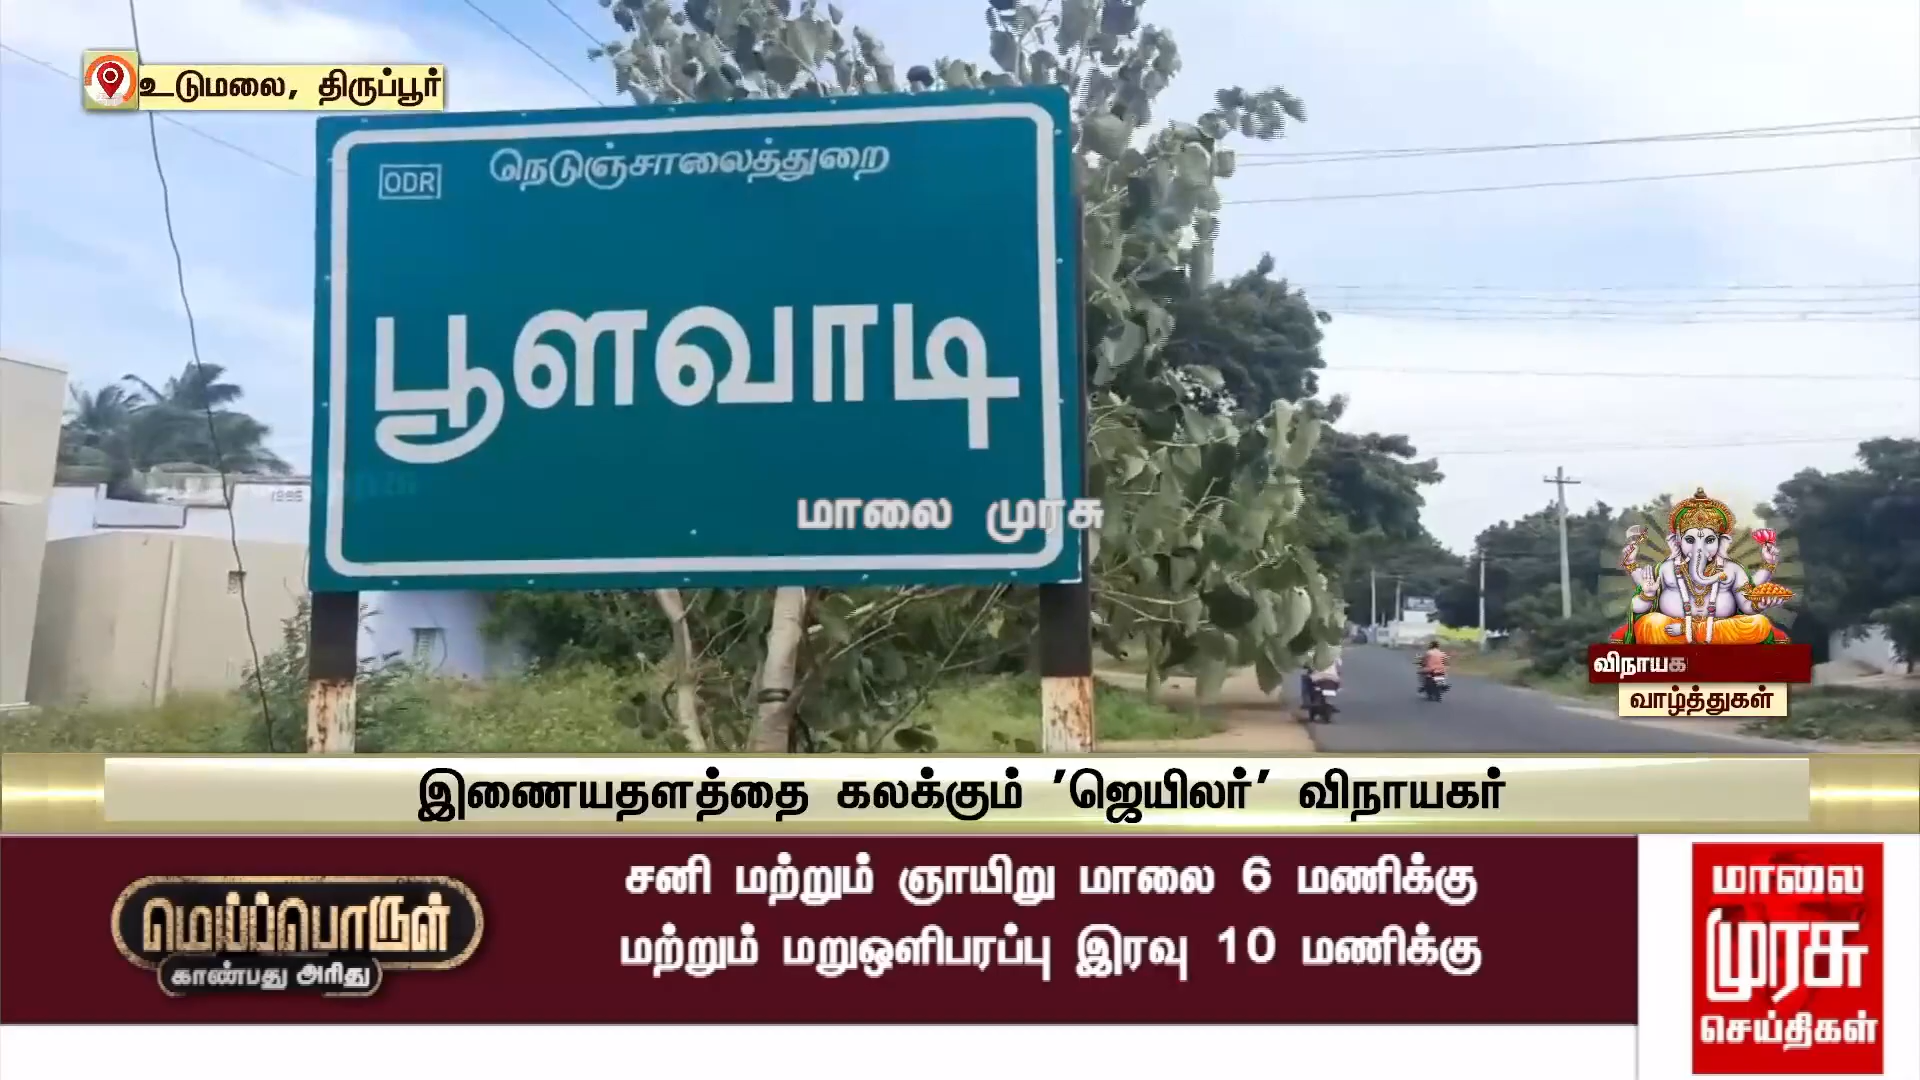 உடுமலை, திருப்பூர்
ODR
நெடுஞ்சாலைத்துறை
பூளவாடி
மாலை முரசு
விநாயக
வாழ்த்துகள்
இணையதளத்தை கலக்கும் 'ஜெயிலர்' விநாயகர்
மெய்ப்பொருள்
காண்பது அரிது
சனி மற்றும் ஞாயிறு மாலை 6 மணிக்கு
மற்றும் மறுஒளிபரப்பு இரவு 10 மணிக்கு
மாலை
முரசு
செய்திகள்